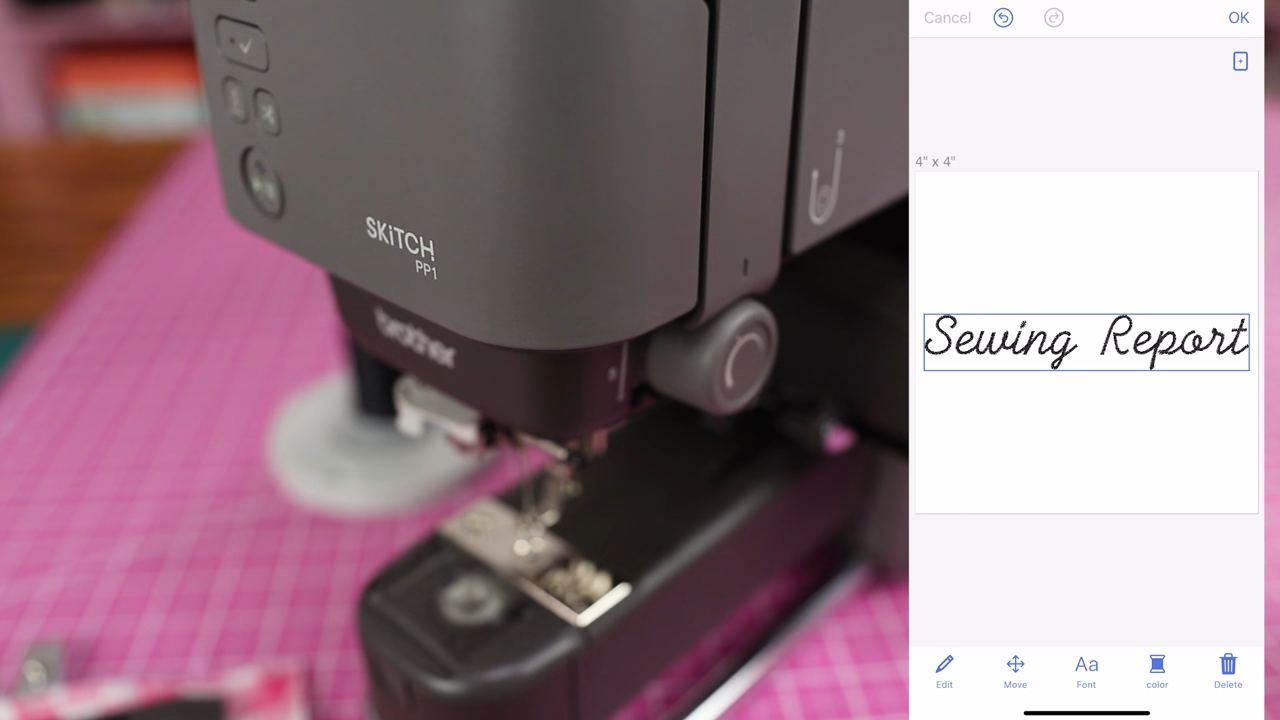 SKiTCH
PP1
brother
Cancel
OK
4" x 4"
Sewing Report
Edit
Move
Aa
Font
color
Delete